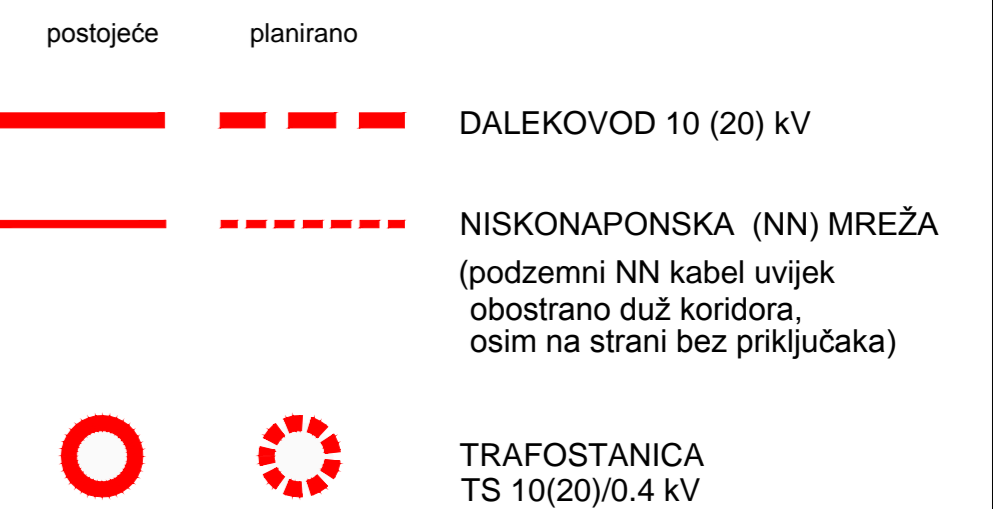 postojeće planirano
DALEKOVOD 10 (20) kV
NISKONAPONSKA (NN) MREŽA
(podzemni NN kabel uvijek
obostrano duž koridora,
osim na strani bez priključaka)
TRAFOSTANICA
TS 10(20)/0.4 kV